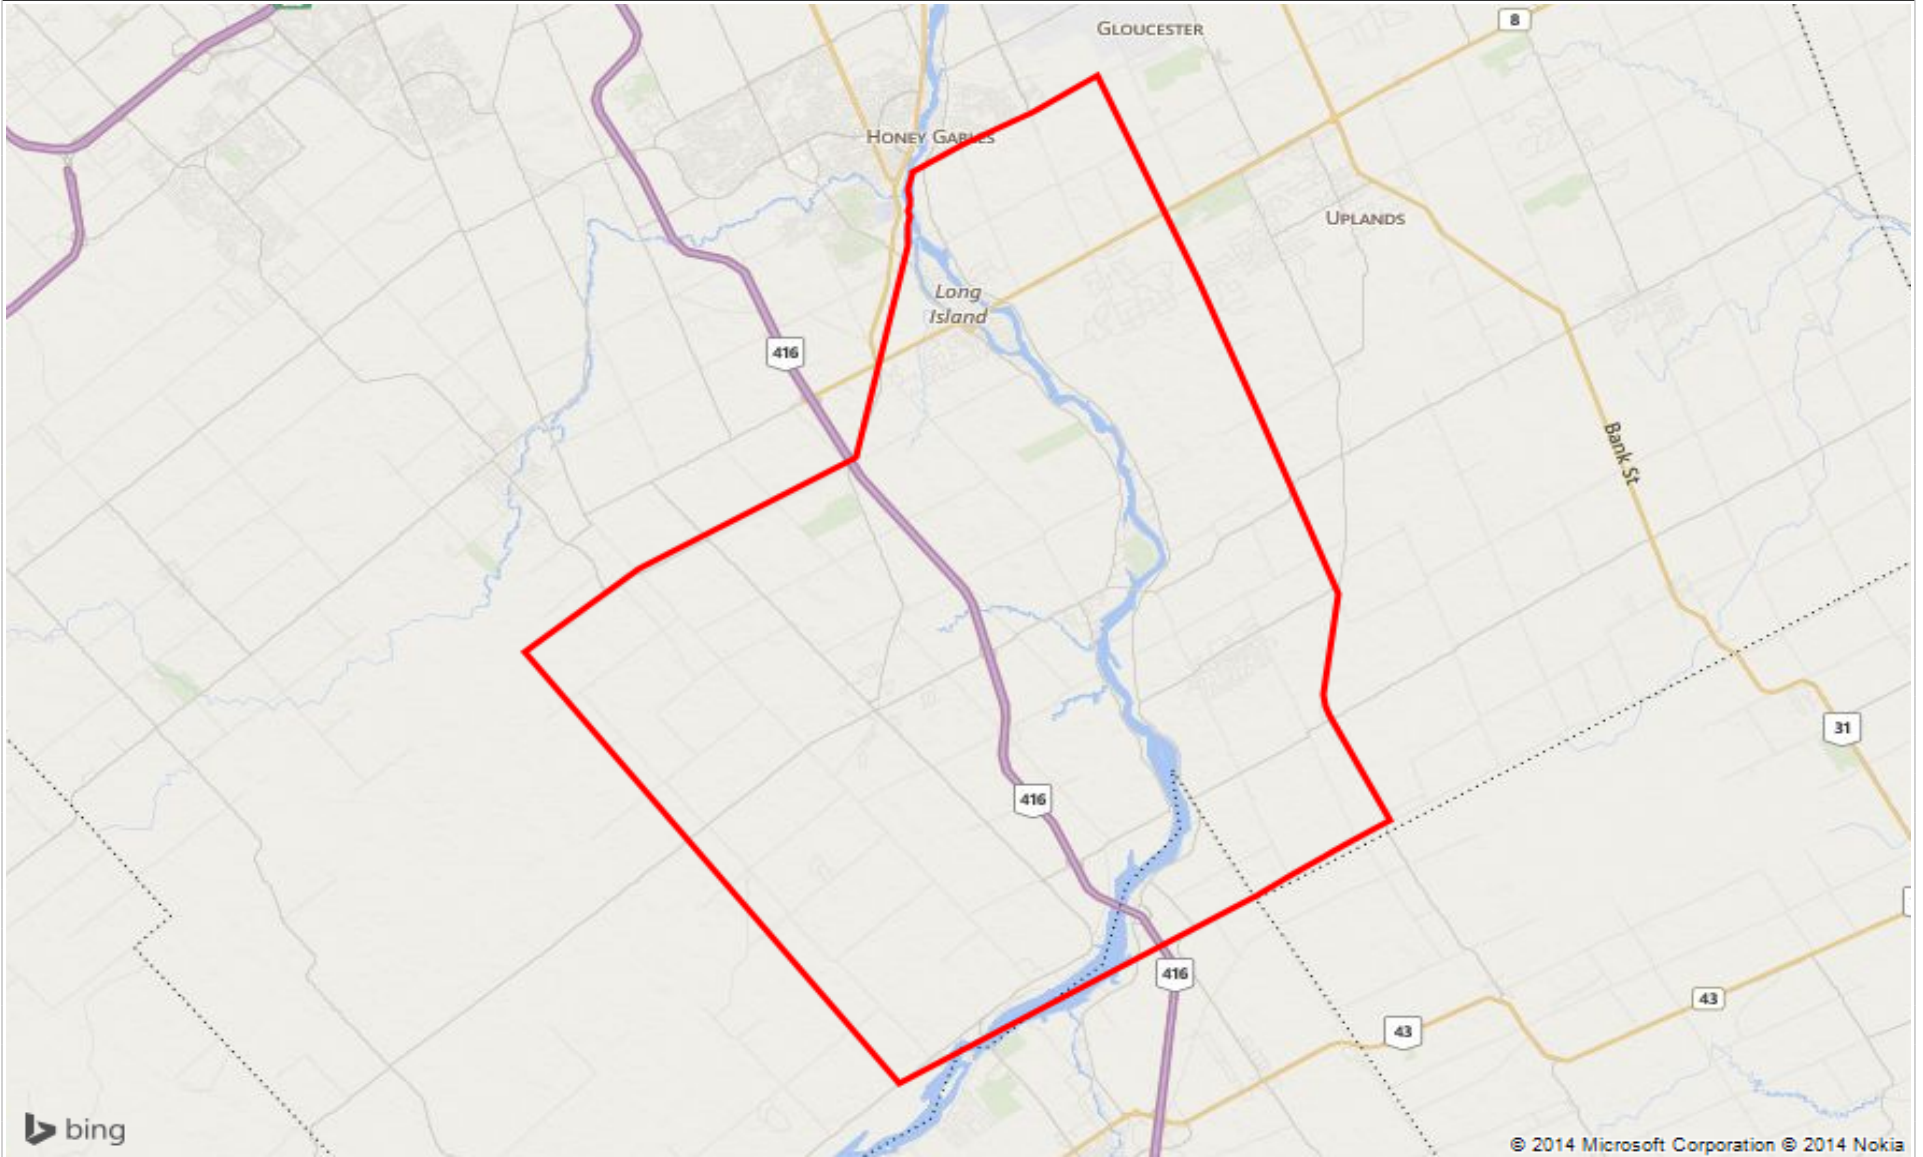 GLOUCESTER
8
HONEY GABLES
UPLANDS
Long
Island
416
Bank St
31
416
416
43
43
bing
© 2014 Microsoft Corporation © 2014 Nokia